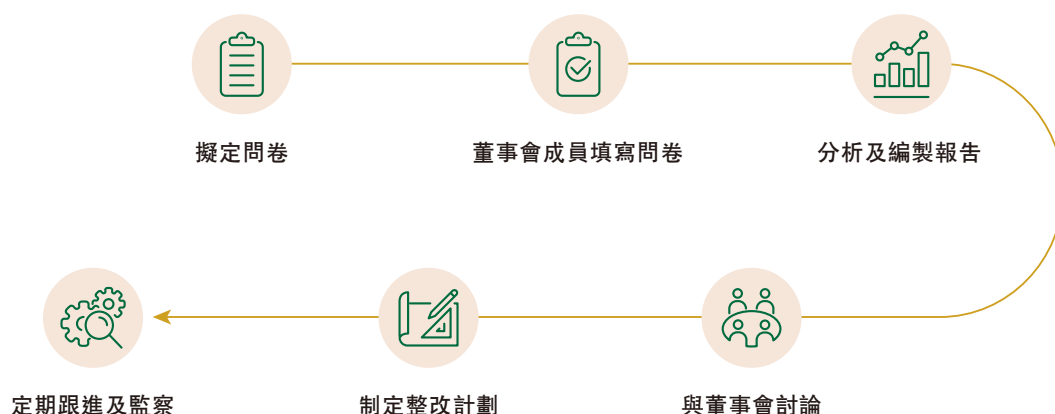 擬定問卷
董事會成員填寫問卷
分析及編製報告
與董事會討論
制定整改計劃
定期跟進及監察